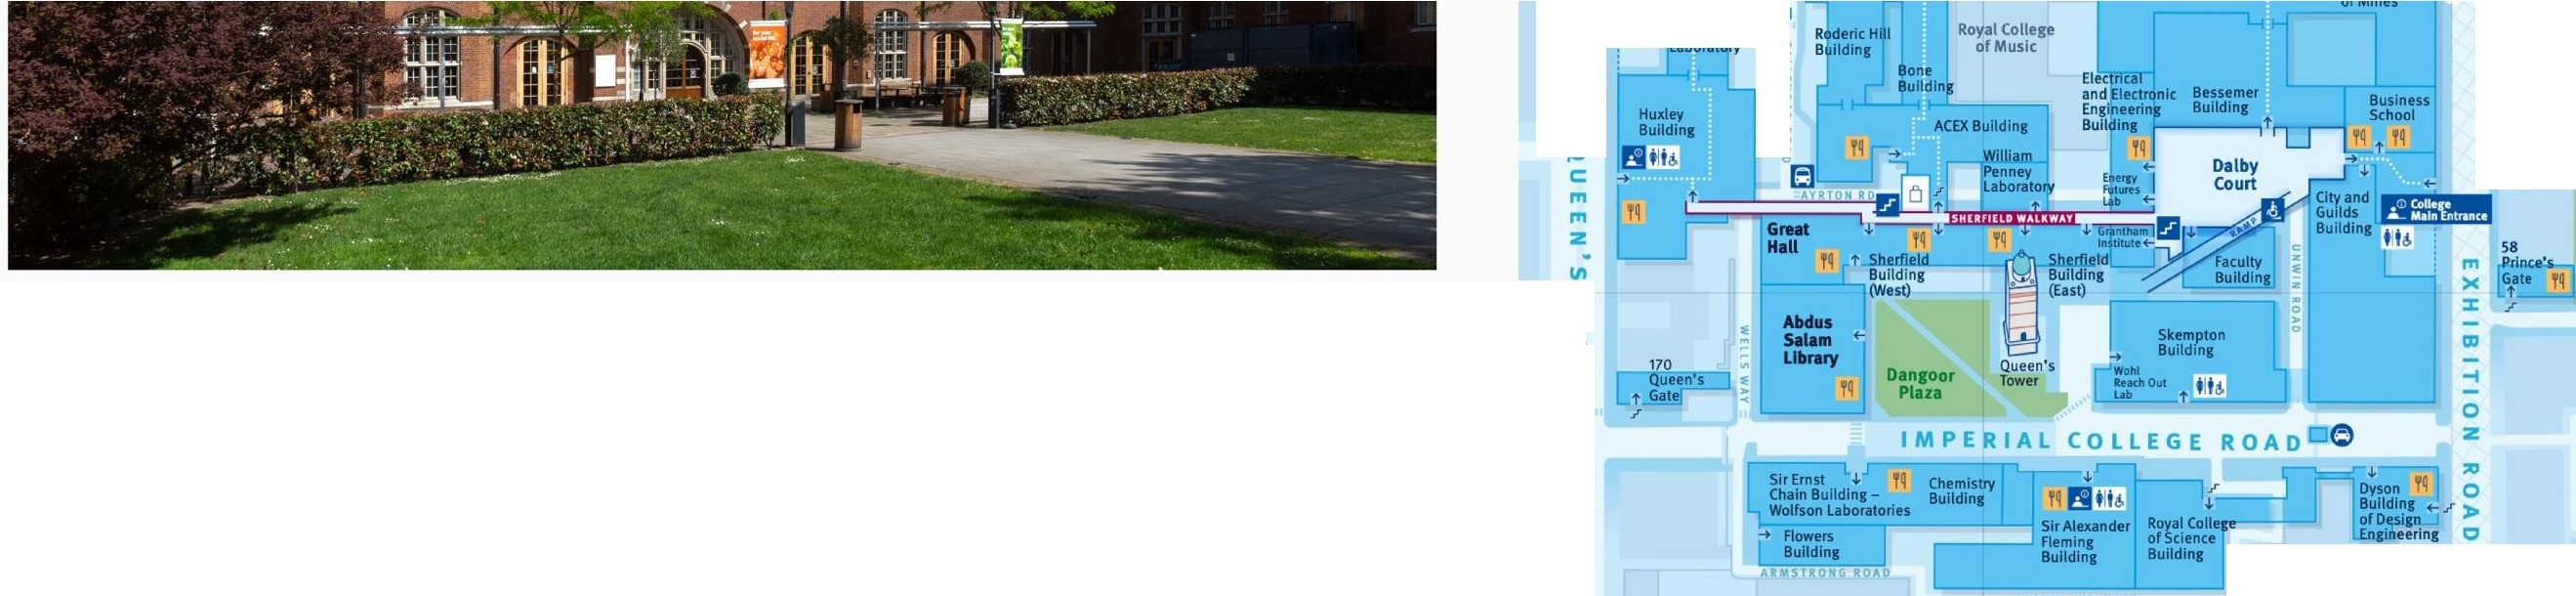 of Mines
Roderic Hill
Building
Royal College
of Music
Laboratory
Bone
Building
Electrical
and Electronic
Engineering
Building
Bessemer
Building
Business
School
Huxley
Building
ACEX Building
William
Penney
Laboratory
Dalby
Court
Energy
Futures
Lab
AYRTON RD
City and
Guilds
Building
College
Main Entrance
QUEEN'S
SHERFIELD WALKWAY
Great
Hall
Grantham
Institute
RAMP
58
Prince's
Gate
Sherfield
Building
(West)
Sherfield
Building
(East)
Faculty
Building
UNWIN ROAD
EXHIBITION ROAD
Abdus
Salam
Library
WELLS WAY
Skempton
Building
170
Queen's
Gate
Dangoor
Plaza
Queen's
Tower
Wohl
Reach Out
Lab
IMPERIAL COLLEGE ROAD
Sir Ernst
Chain Building –
Wolfson Laboratories
Chemistry
Building
Dyson
Building
of Design
Engineering
Sir Alexander
Fleming
Building
Royal College
of Science
Building
Flowers
Building
ARMSTRONG ROAD